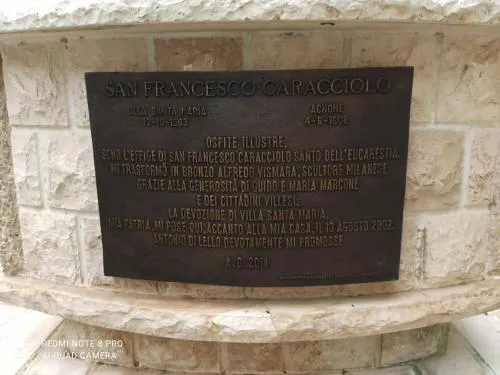 SAN FRANCESCO CARACCIOLO
VILLA SANTA MARIA AGNONE
13-10-1563 4-6-1608
OSPITE ILLUSTRE,
SONO L'EFFIGE DI SAN FRANCESCO CARACCIOLO SANTO DELL'EUCARESTIA.
MI TRASFORMÒ IN BRONZO ALFREDO VISMARA, SCULTORE MILANESE
GRAZIE ALLA GENEROSITÀ DI GUIDO E MARIA MARCONE
E DEI CITTADINI VILLESI.
LA DEVOZIONE DI VILLA SANTA MARIA,
MIA PATRIA, MI POSE QUI, ACCANTO ALLA MIA CASA, IL 13 AGOSTO 2002.
ANTONIO DI LELLO DEVOTAMENTE MI PROMOSSE
A. D. 2014
REDMI NOTE 8 PRO
AI QUAD CAMERA